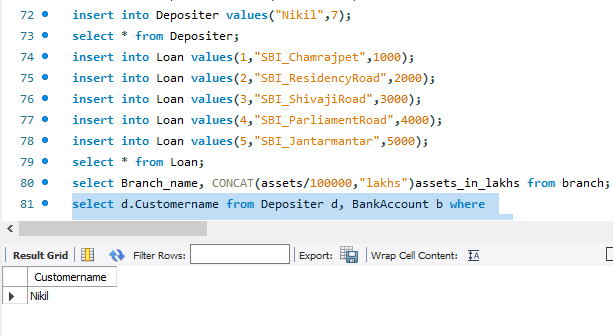 72 insert into Depositer values("Nikil",7);
73 select * from Depositer;
74 insert into Loan values(1,"SBI_Chamrajpet",1000);
75 insert into Loan values(2,"SBI_ResidencyRoad",2000);
76 insert into Loan values(3,"SBI_ShivajiRoad",3000);
77 insert into Loan values(4,"SBI_ParliamentRoad",4000);
78 insert into Loan values(5,"SBI_Jantarmantar",5000);
79 select * from Loan;
80 select Branch_name, CONCAT(assets/100000,"lakhs")assets_in_lakhs from branch;
81 select d.Customername from Depositer d, BankAccount b where
Result Grid Filter Rows: Export: Wrap Cell Content: IA
Customername
Nikil